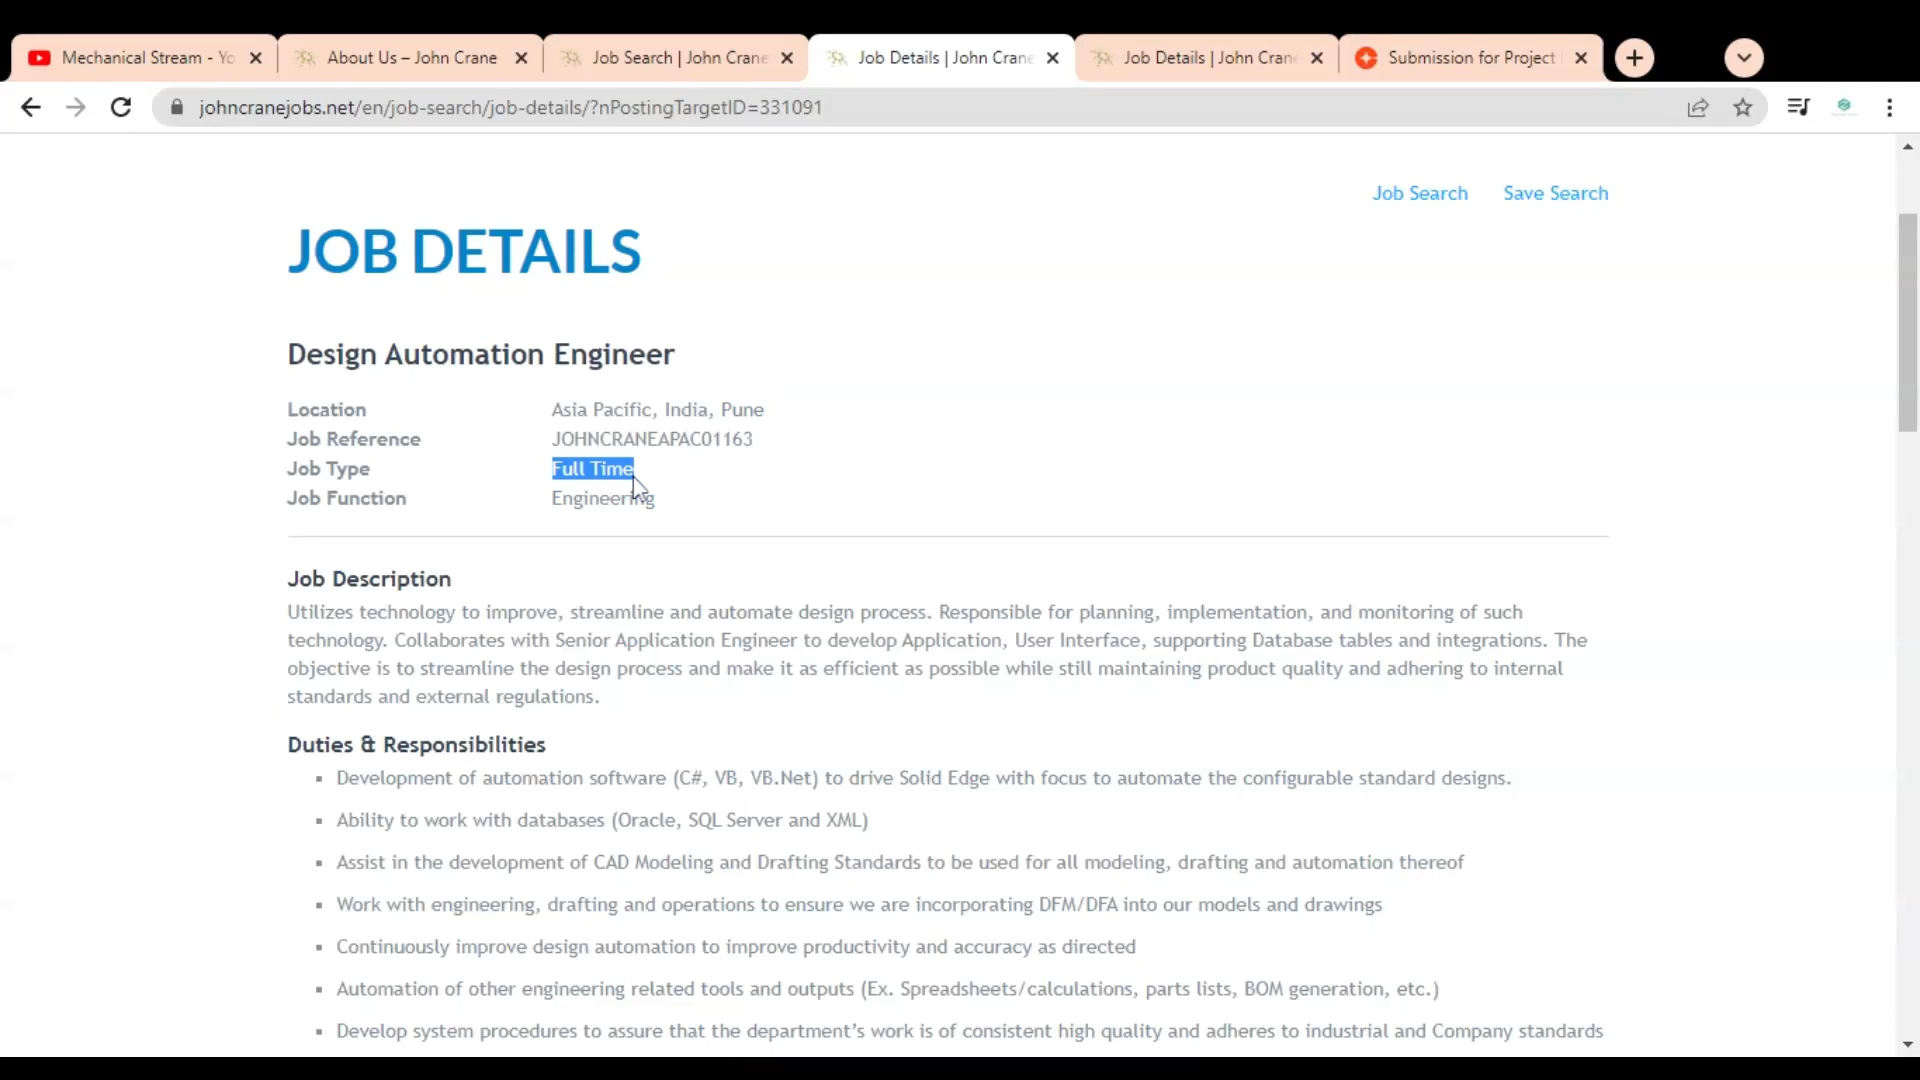 Mechanical Stream - Yo
About Us – John Crane
Job Search | John Crane
Job Details | John Crane
Job Details | John Crane
Submission for Project
johncranejobs.net/en/job-search/job-details/?nPostingTargetID=331091
Job Search Save Search
JOB DETAILS
Design Automation Engineer
Location Asia Pacific, India, Pune
Job Reference JOHNCRANEAPAC01163
Job Type Full Time
Job Function Engineering
Job Description
Utilizes technology to improve, streamline and automate design process. Responsible for planning, implementation, and monitoring of such
technology. Collaborates with Senior Application Engineer to develop Application, User Interface, supporting Database tables and integrations. The
objective is to streamline the design process and make it as efficient as possible while still maintaining product quality and adhering to internal
standards and external regulations.
Duties & Responsibilities
▪ Development of automation software (C#, VB, VB.Net) to drive Solid Edge with focus to automate the configurable standard designs.
▪ Ability to work with databases (Oracle, SQL Server and XML)
▪ Assist in the development of CAD Modeling and Drafting Standards to be used for all modeling, drafting and automation thereof
▪ Work with engineering, drafting and operations to ensure we are incorporating DFM/DFA into our models and drawings
▪ Continuously improve design automation to improve productivity and accuracy as directed
▪ Automation of other engineering related tools and outputs (Ex. Spreadsheets/calculations, parts lists, BOM generation, etc.)
▪ Develop system procedures to assure that the department’s work is of consistent high quality and adheres to industrial and Company standards